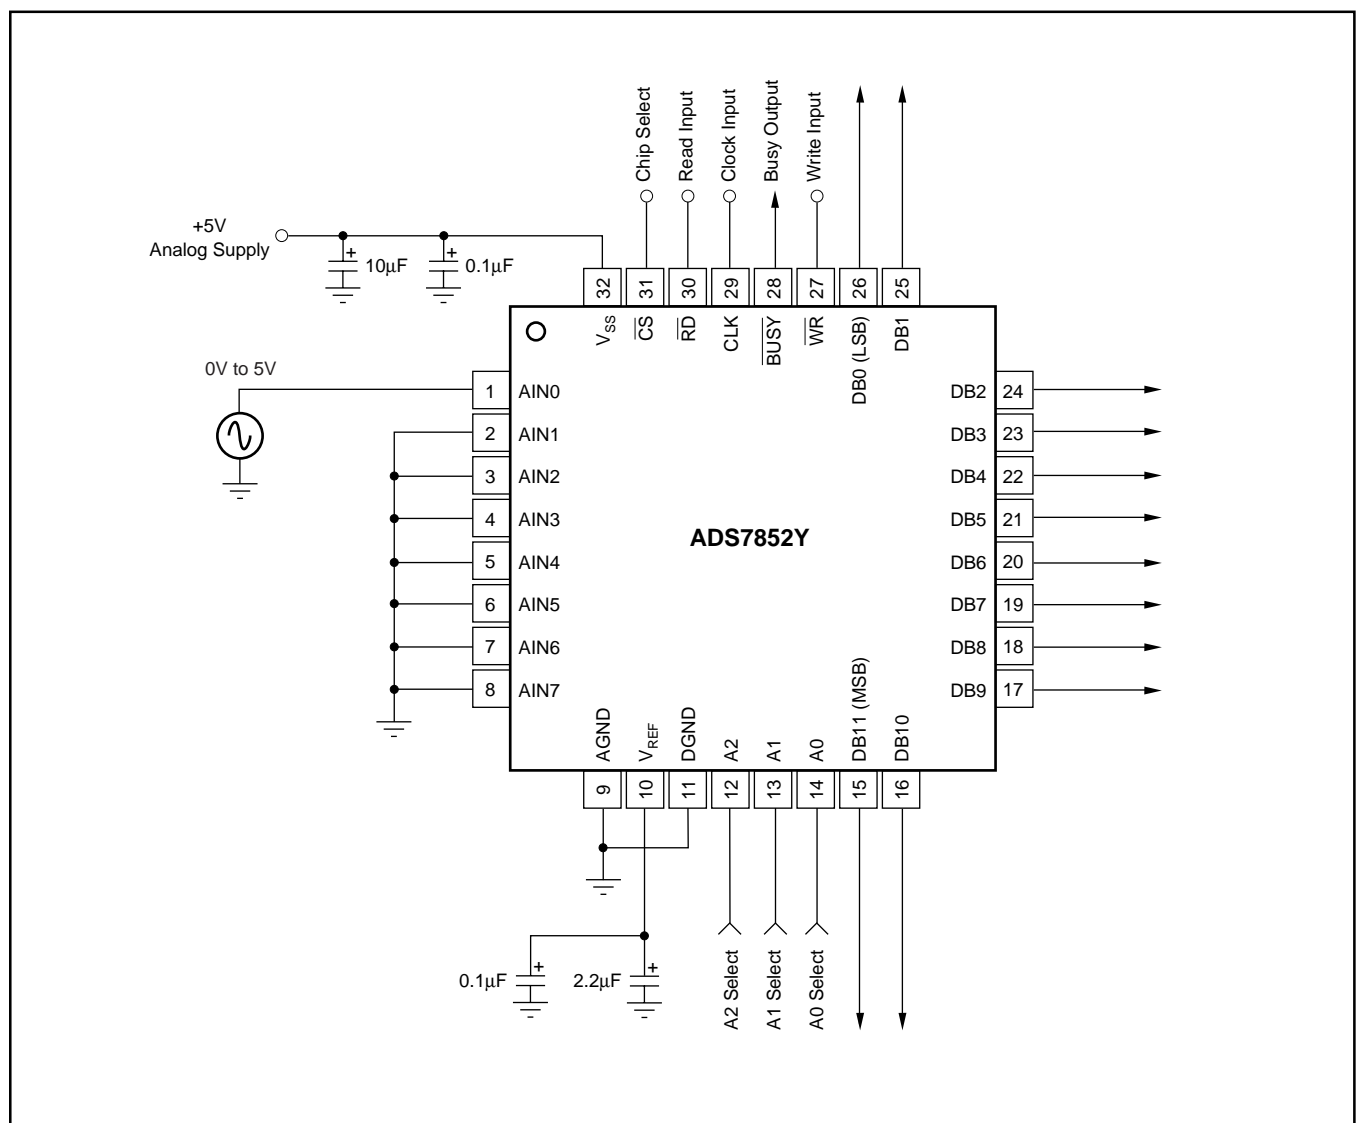 Chip Select
Read Input
Clock Input
Busy Output
Write Input
+5V
Analog Supply
+
10µF
+
0.1µF
32
31
30
29
28
27
26
25
VSS
CS
RD
CLK
BUSY
WR
DB0 (LSB)
DB1
0V to 5V
1 AIN0
2 AIN1
3 AIN2
4 AIN3
5 AIN4
6 AIN5
7 AIN6
8 AIN7
ADS7852Y
DB2 24
DB3 23
DB4 22
DB5 21
DB6 20
DB7 19
DB8 18
DB9 17
AGND
VREF
DGND
A2
A1
A0
DB11 (MSB)
DB10
9
10
11
12
13
14
15
16
0.1µF
+
2.2µF
+
A2 Select
A1 Select
A0 Select